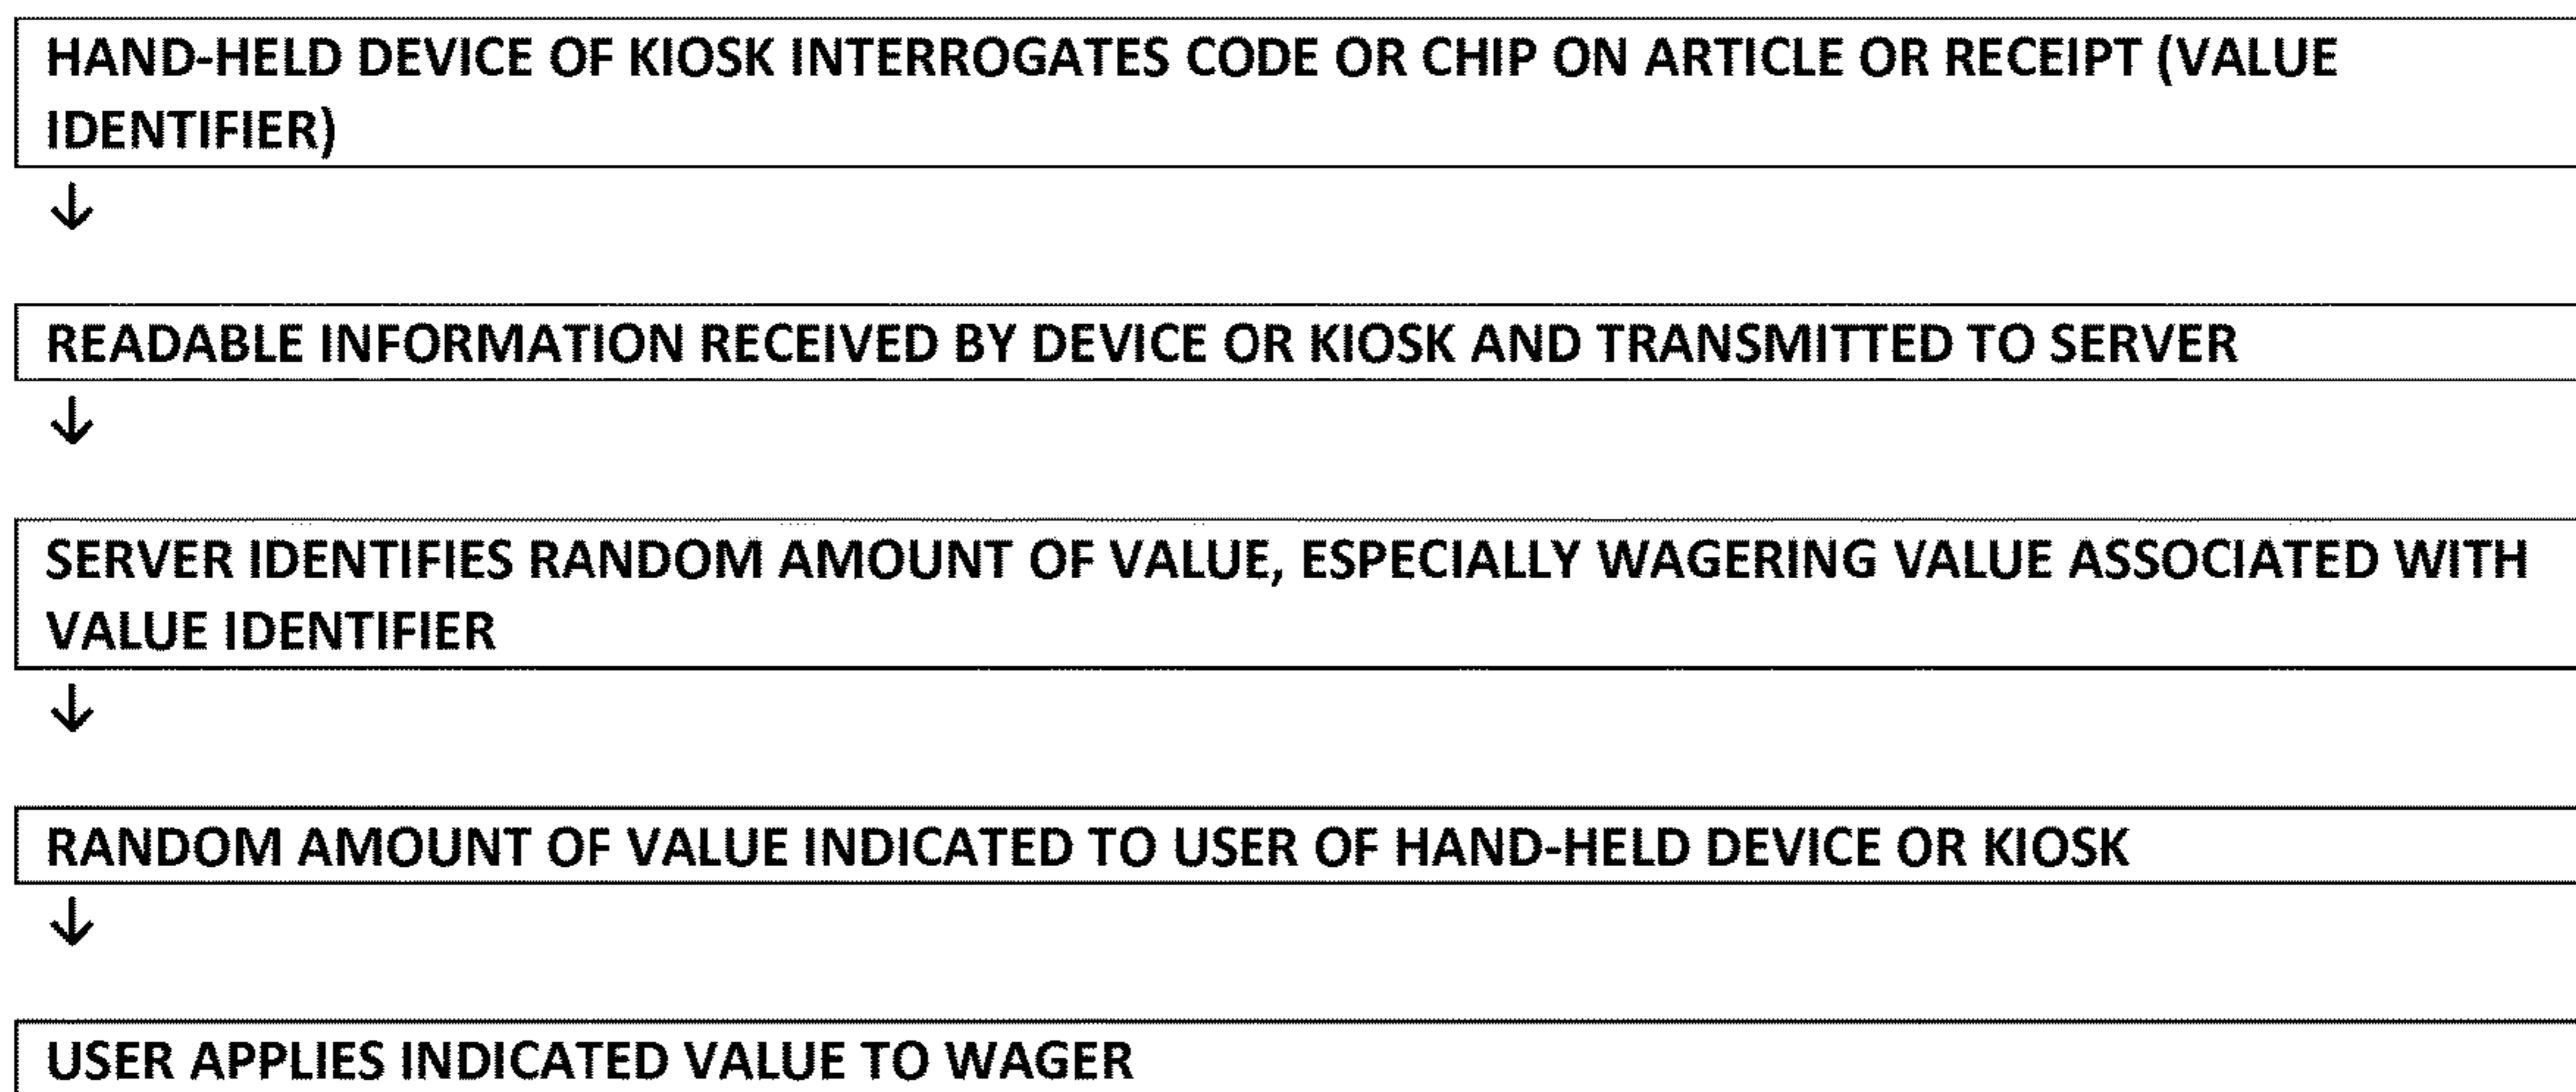 HAND-HELD DEVICE OF KIOSK INTERROGATES CODE OR CHIP ON ARTICLE OR RECEIPT (VALUE
IDENTIFIER)
↓
READABLE INFORMATION RECEIVED BY DEVICE OR KIOSK AND TRANSMITTED TO SERVER
↓
SERVER IDENTIFIES RANDOM AMOUNT OF VALUE, ESPECIALLY WAGERING VALUE ASSOCIATED WITH
VALUE IDENTIFIER
↓
RANDOM AMOUNT OF VALUE INDICATED TO USER OF HAND-HELD DEVICE OR KIOSK
↓
USER APPLIES INDICATED VALUE TO WAGER